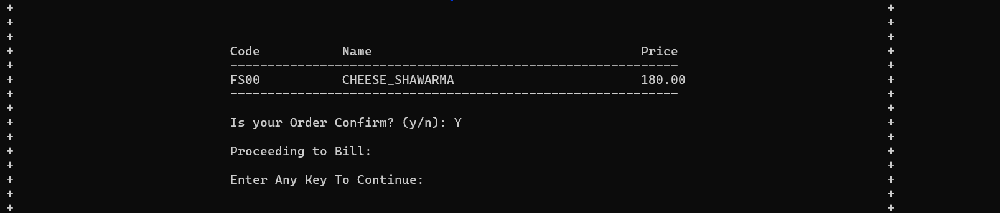 Code Name Price
------------------------------------------------------------
FS00 CHEESE_SHAWARMA 180.00
------------------------------------------------------------
Is your Order Confirm? (y/n): Y
Proceeding to Bill:
Enter Any Key To Continue: